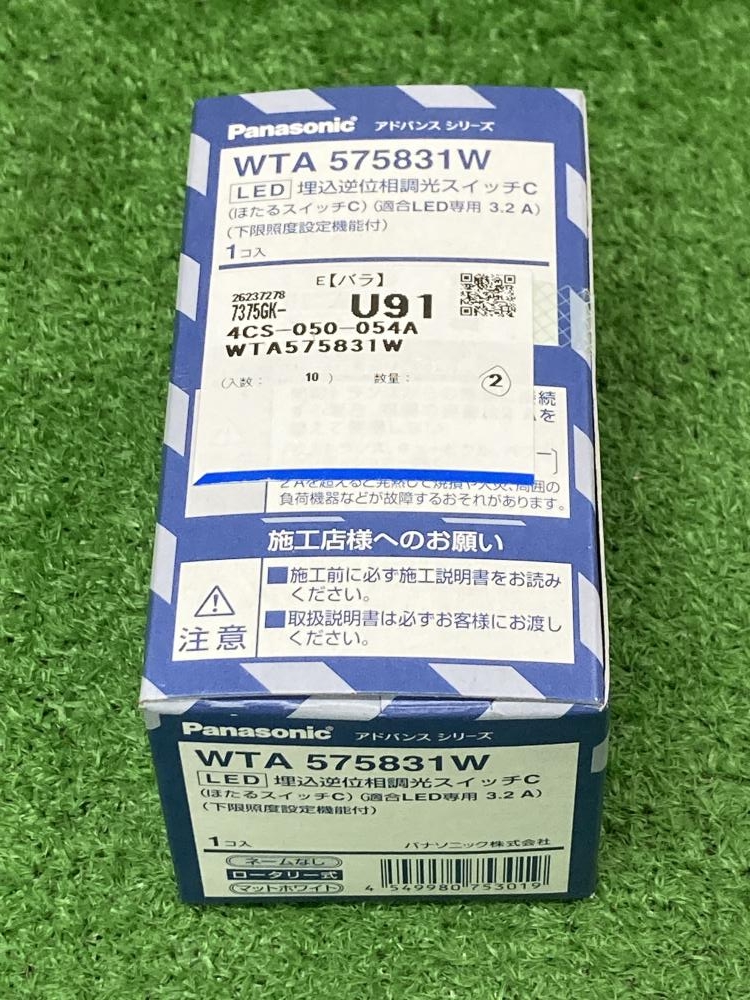 Panasonic アドバンス シリーズ
WTA 575831W
LED 埋込逆位相調光スイッチC
(ほたるスイッチC)(適合LED専用 3.2 A)
(下限照度設定機能付)
1コ入
E【バラ】
26237278
7375GK- U91
4CS-050-054A
WTA575831W
(入数: 10 ) 数量: 2
続
を
2Aを超えると発熱して焼損や火災、周囲の
負荷機器などが故障するおそれがあります。
施工店様へのお願い
注意
■施工前に必ず施工説明書をお読み
ください。
■取扱説明書は必ずお客様にお渡し
ください。
Panasonic アドバンス シリーズ
WTA 575831W
LED 埋込逆位相調光スイッチC
(ほたるスイッチC)(適合LED専用 3.2 A)
(下限照度設定機能付)
1コ入 パナソニック株式会社
ネームなし
ロータリー式
マットホワイト
4 549980 753019